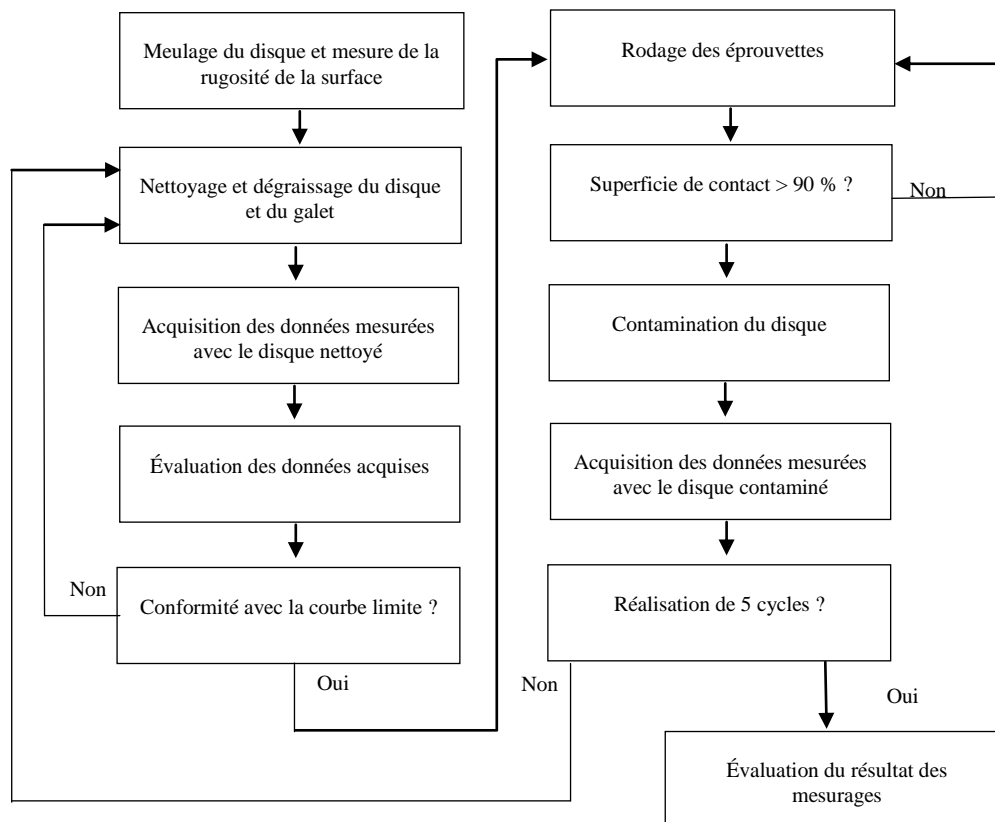 Meulage du disque et mesure de la
rugosité de la surface
Nettoyage et dégraissage du disque
et du galet
Acquisition des données mesurées
avec le disque nettoyé
Évaluation des données acquises
Non
Conformité avec la courbe limite ?
Oui
Rodage des éprouvettes
Superficie de contact > 90 % ?
Non
Contamination du disque
Acquisition des données mesurées
avec le disque contaminé
Réalisation de 5 cycles ?
Non
Oui
Évaluation du résultat des
mesurages